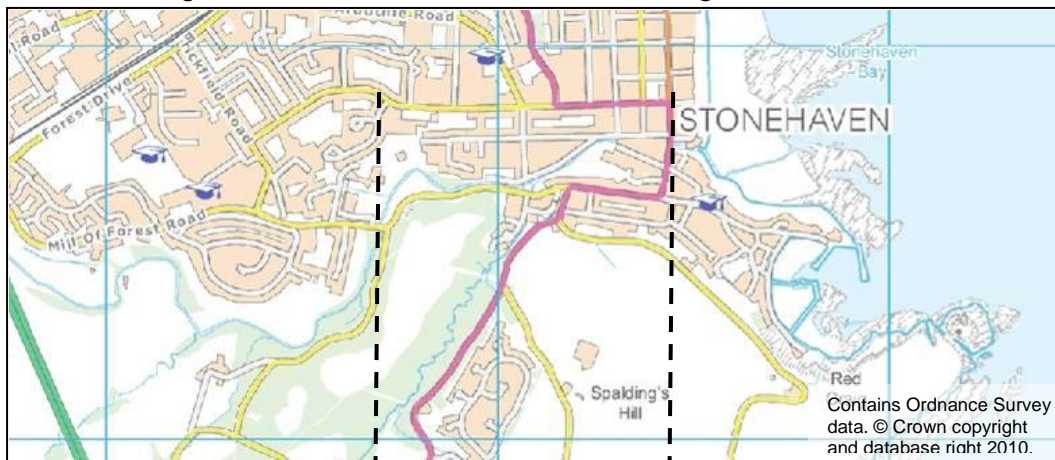 Road
Forest Drive
Brickfield Road
Mill Of Forest Road
Stonehaven
Bay
STONEHAVEN
Spalding's
Hill
Red
Contains Ordnance Survey
data. © Crown copyright
and database right 2010.